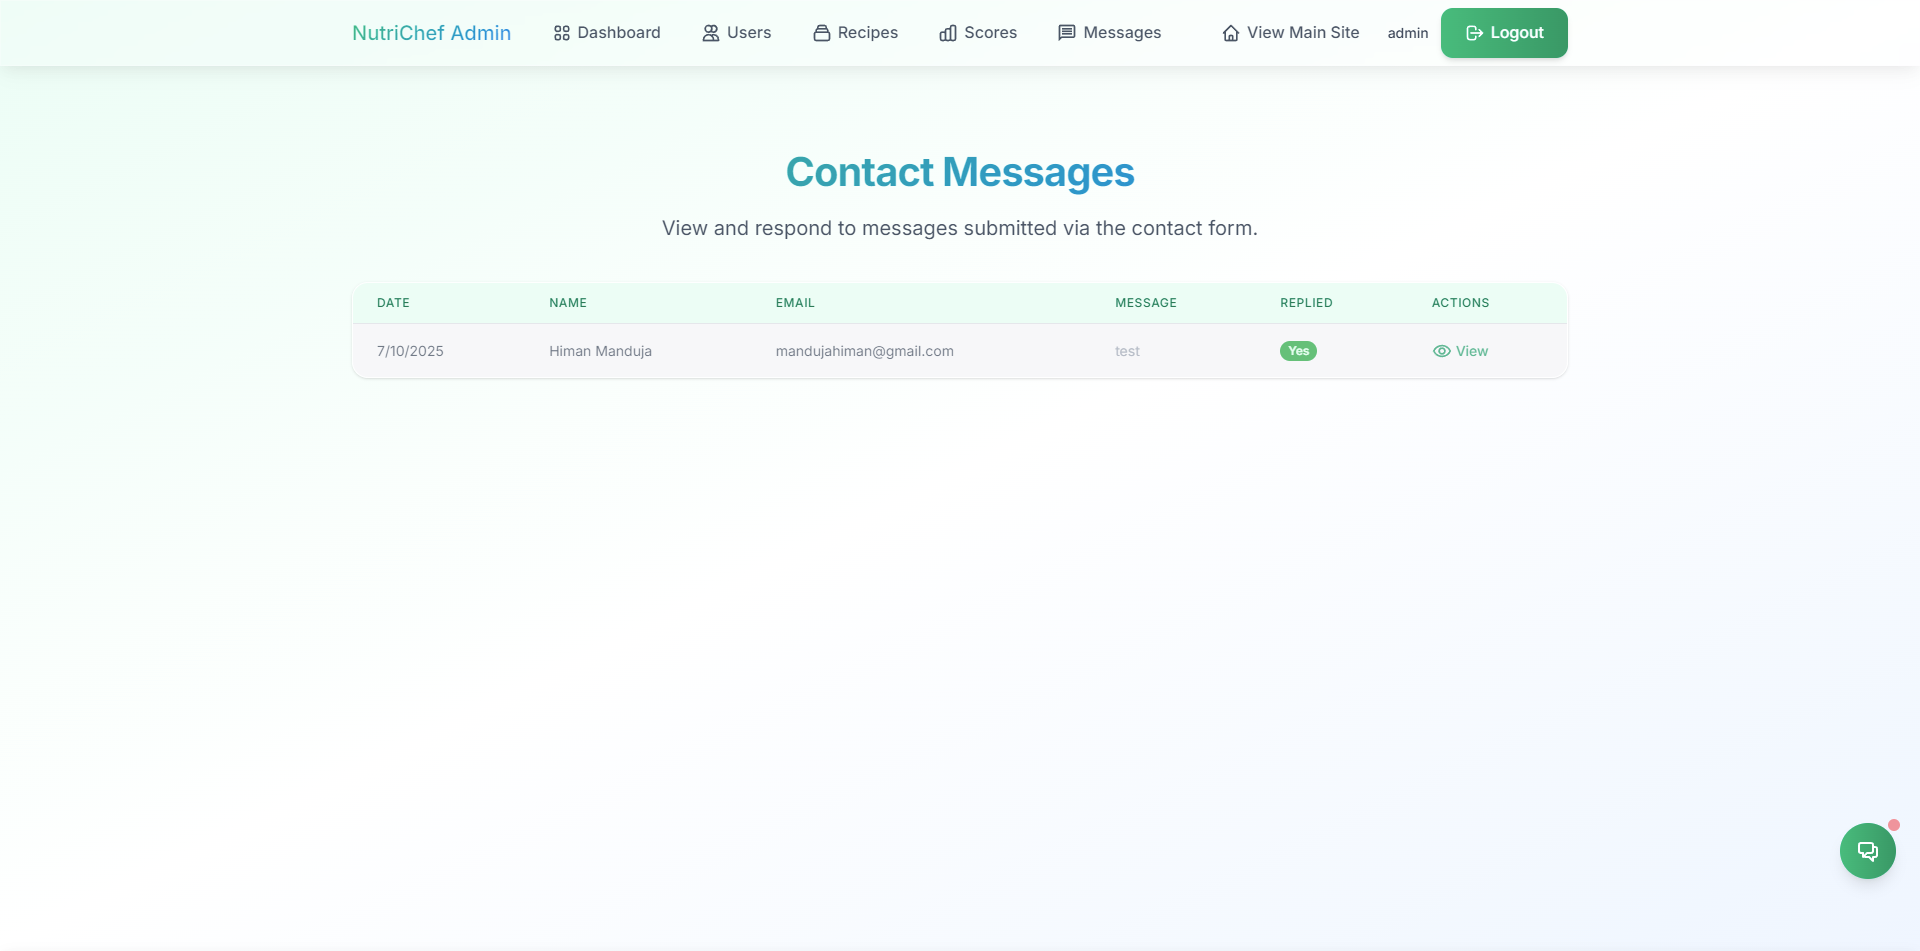 NutriChef Admin Dashboard Users Recipes Scores Messages View Main Site admin Logout
Contact Messages
View and respond to messages submitted via the contact form.
DATE NAME EMAIL MESSAGE REPLIED ACTIONS
7/10/2025 Himan Manduja mandujahiman@gmail.com test Yes View